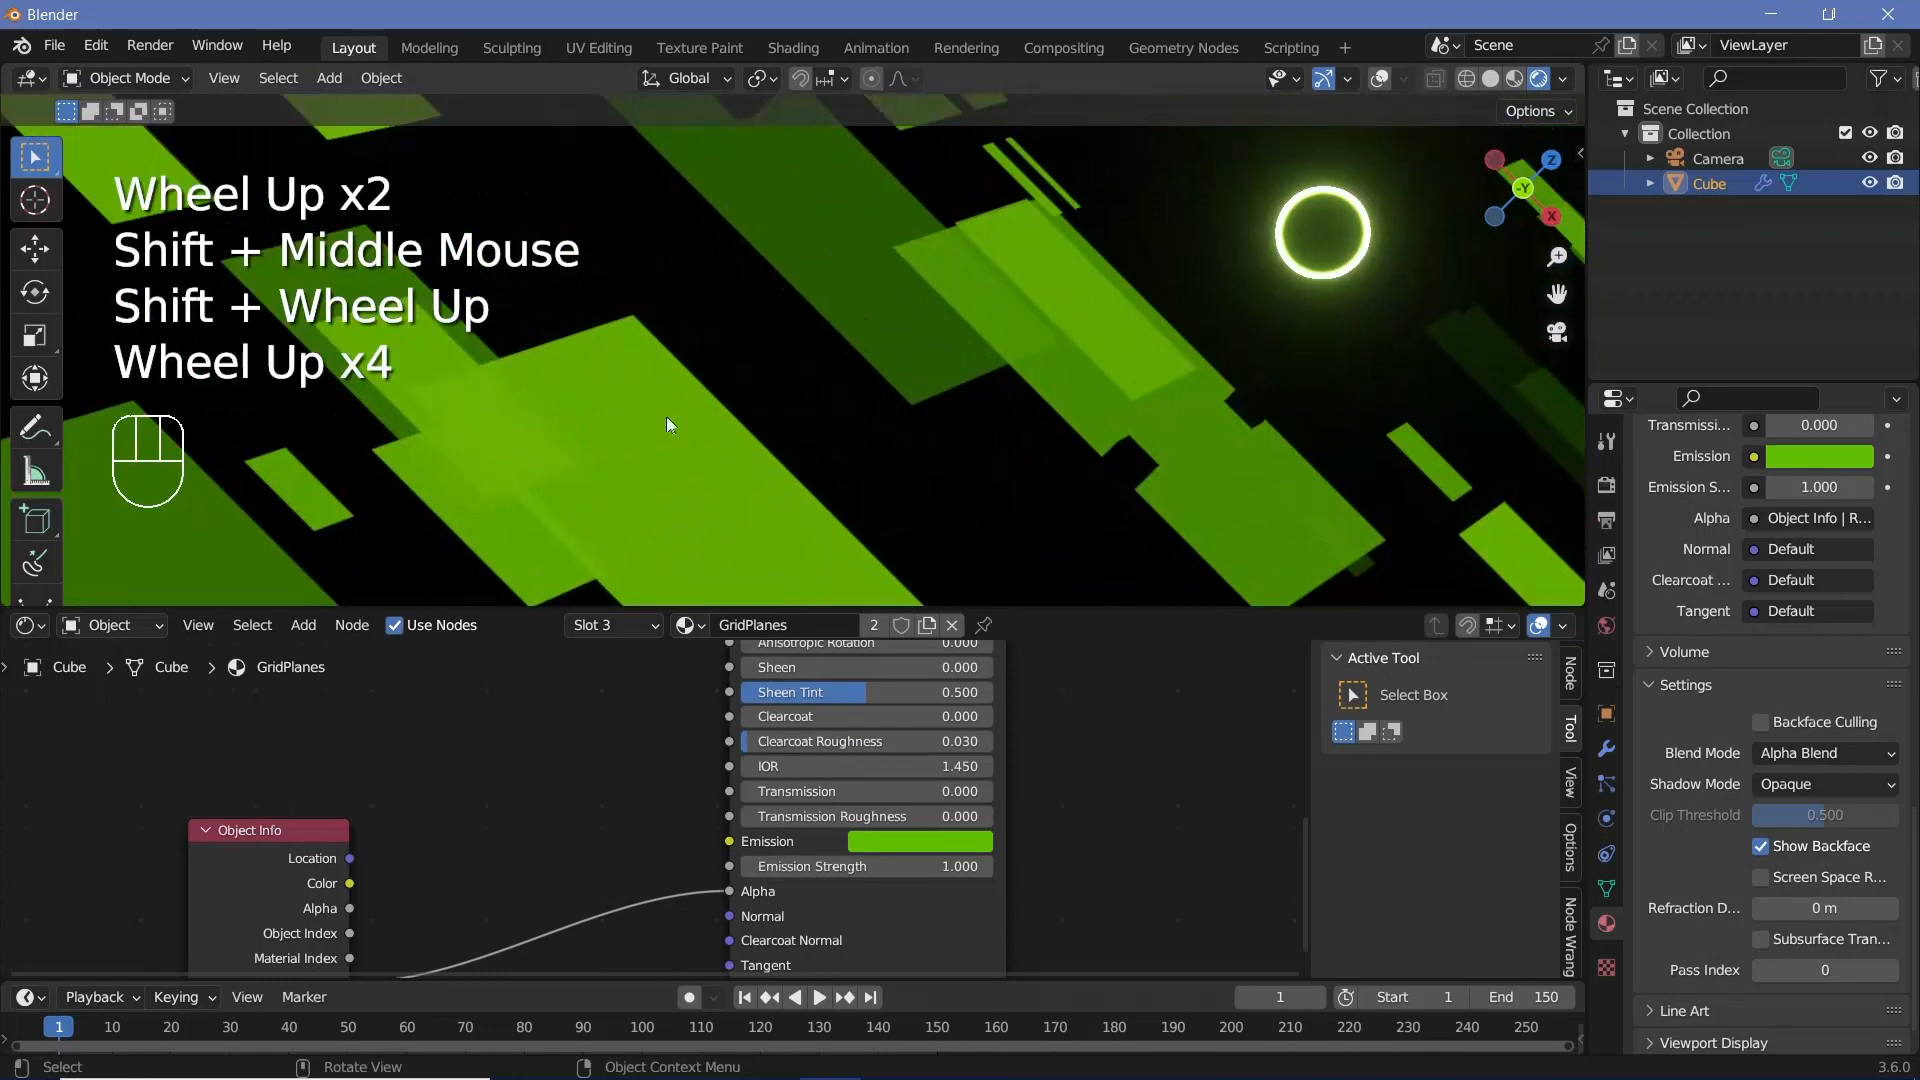 Blender
File Edit Render Window Help Layout Modeling Sculpting UV Editing Texture Paint Shading Animation Rendering Compositing Geometry Nodes Scripting + Scene ViewLayer
Object Mode View Select Add Object Global
Options
Scene Collection
Collection
Camera
Cube
Z
-Y
X
Wheel Up x2
Shift + Middle Mouse
Shift + Wheel Up
Wheel Up x4
Transmissi... 0.000
Emission
Emission S... 1.000
Alpha Object Info | R...
Normal Default
Clearcoat ... Default
Tangent Default
Volume
Settings
Backface Culling
Blend Mode Alpha Blend
Shadow Mode Opaque
Clip Threshold 0.500
Show Backface
Screen Space R...
Refraction D... 0 m
Subsurface Tran...
Pass Index 0
Line Art
Viewport Display
Object View Select Add Node Use Nodes Slot 3 GridPlanes 2
Cube > Cube > GridPlanes
Anisotropic Rotation 0.000
Sheen 0.000
Sheen Tint 0.500
Clearcoat 0.000
Clearcoat Roughness 0.030
IOR 1.450
Transmission 0.000
Transmission Roughness 0.000
Emission
Emission Strength 1.000
Alpha
Normal
Clearcoat Normal
Tangent
Object Info
Location
Color
Alpha
Object Index
Material Index
Active Tool
Select Box
Node
Tool
View
Options
Node Wrang
Playback Keying View Marker 1 Start 1 End 150
1 10 20 30 40 50 60 70 80 90 100 110 120 130 140 150 160 170 180 190 200 210 220 230 240 250
Select Rotate View Object Context Menu 3.6.0